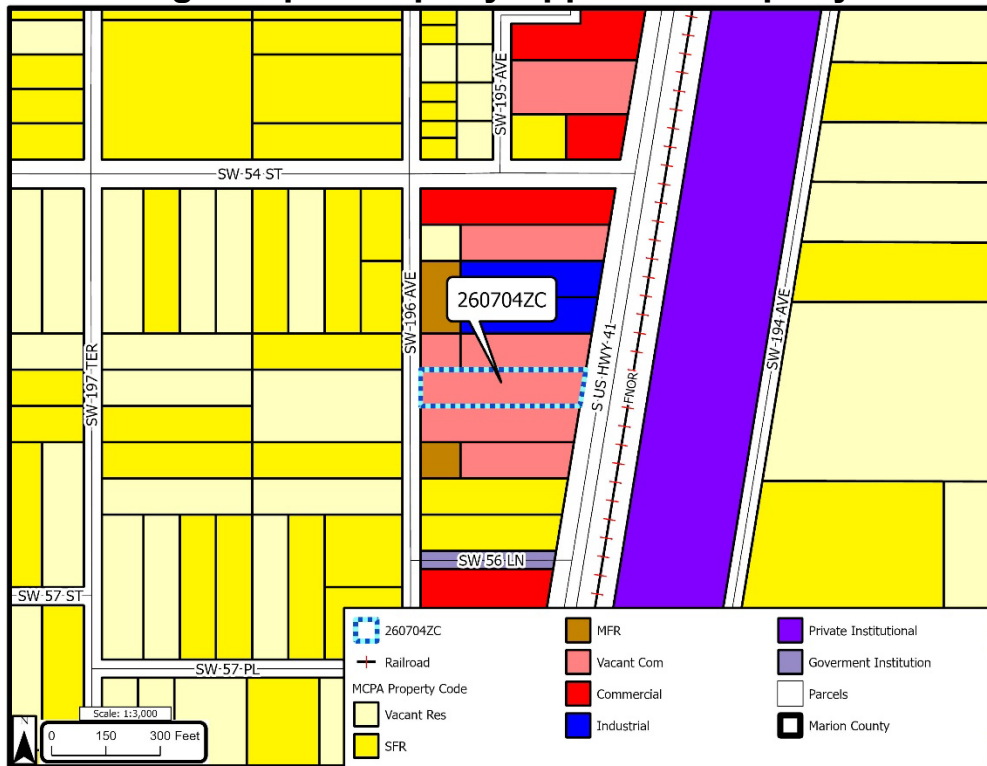 SW 195 AVE
SW 54 ST
260704ZC
SW 196 AVE
SW 197 TER
S US HWY 41
FNOR
SW 194 AVE
SW 56 LN
SW 57 ST
SW 57 PL
Scale: 1:3,000
N
0 150 300 Feet
260704ZC
Railroad
MCPA Property Code
Vacant Res
SFR
MFR
Vacant Com
Commercial
Industrial
Private Institutional
Goverment Institution
Parcels
Marion County